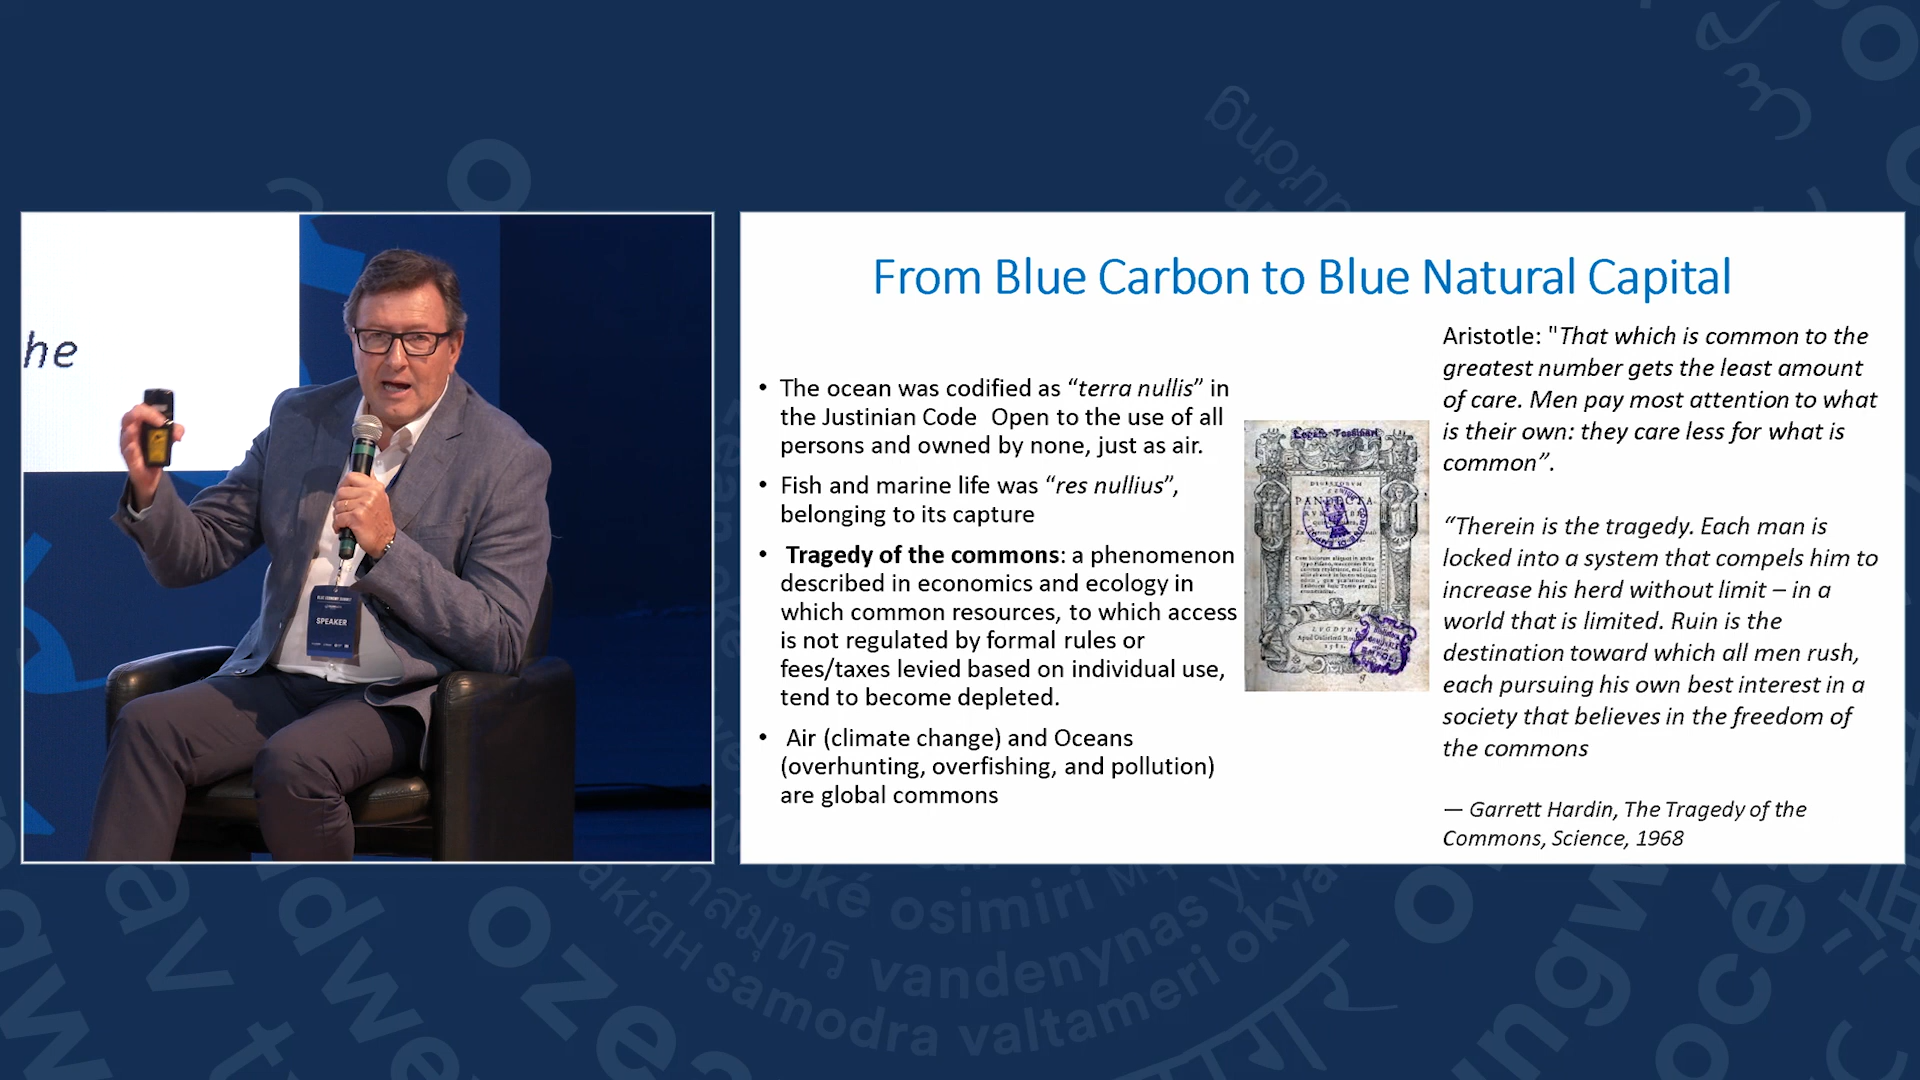 he
SPEAKER
From Blue Carbon to Blue Natural Capital
• The ocean was codified as “terra nullis” in
the Justinian Code  Open to the use of all
persons and owned by none, just as air.
• Fish and marine life was “res nullius”,
belonging to its capture
• Tragedy of the commons: a phenomenon
described in economics and ecology in
which common resources, to which access
is not regulated by formal rules or
fees/taxes levied based on individual use,
tend to become depleted.
• Air (climate change) and Oceans
(overhunting, overfishing, and pollution)
are global commons
Aristotle: "That which is common to the
greatest number gets the least amount
of care. Men pay most attention to what
is their own: they care less for what is
common”.
“Therein is the tragedy. Each man is
locked into a system that compels him to
increase his herd without limit – in a
world that is limited. Ruin is the
destination toward which all men rush,
each pursuing his own best interest in a
society that believes in the freedom of
the commons
— Garrett Hardin, The Tragedy of the
Commons, Science, 1968
osimiri
มหาสมุทร
vandenynas
samodra valtameri